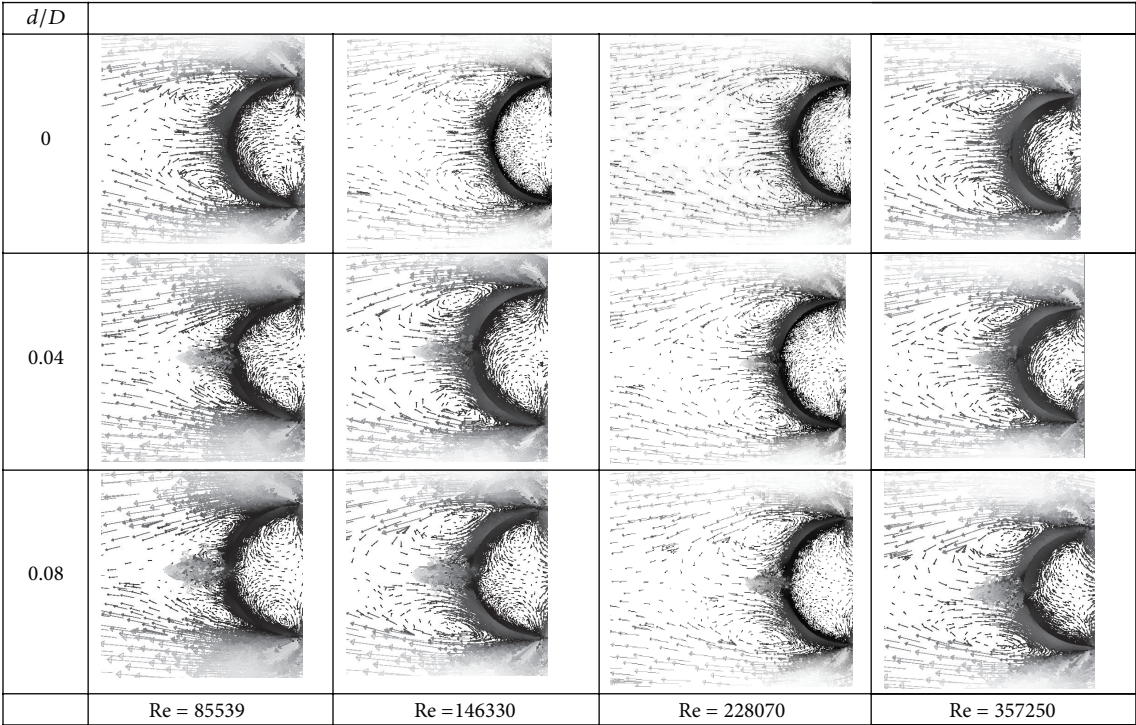 d/D
0
0.04
0.08
Re = 85539 Re =146330 Re = 228070 Re = 357250